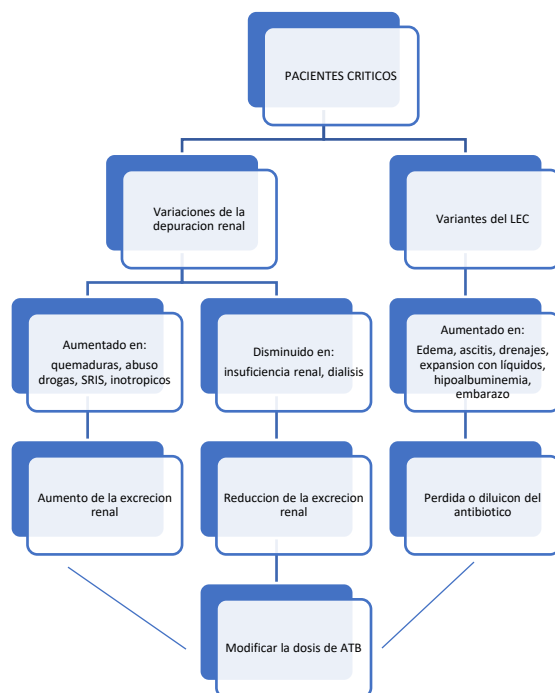 PACIENTES CRITICOS
Variaciones de la
depuracion renal
Variantes del LEC
Aumentado en:
quemaduras, abuso
drogas, SRIS, inotropicos
Disminuido en:
insuficiencia renal, dialisis
Aumentado en:
Edema, ascitis, drenajes,
expansion con líquidos,
hipoalbuminemia,
embarazo
Aumento de la excrecion
renal
Reduccion de la excrecion
renal
Perdida o diluicon del
antibiotico
Modificar la dosis de ATB